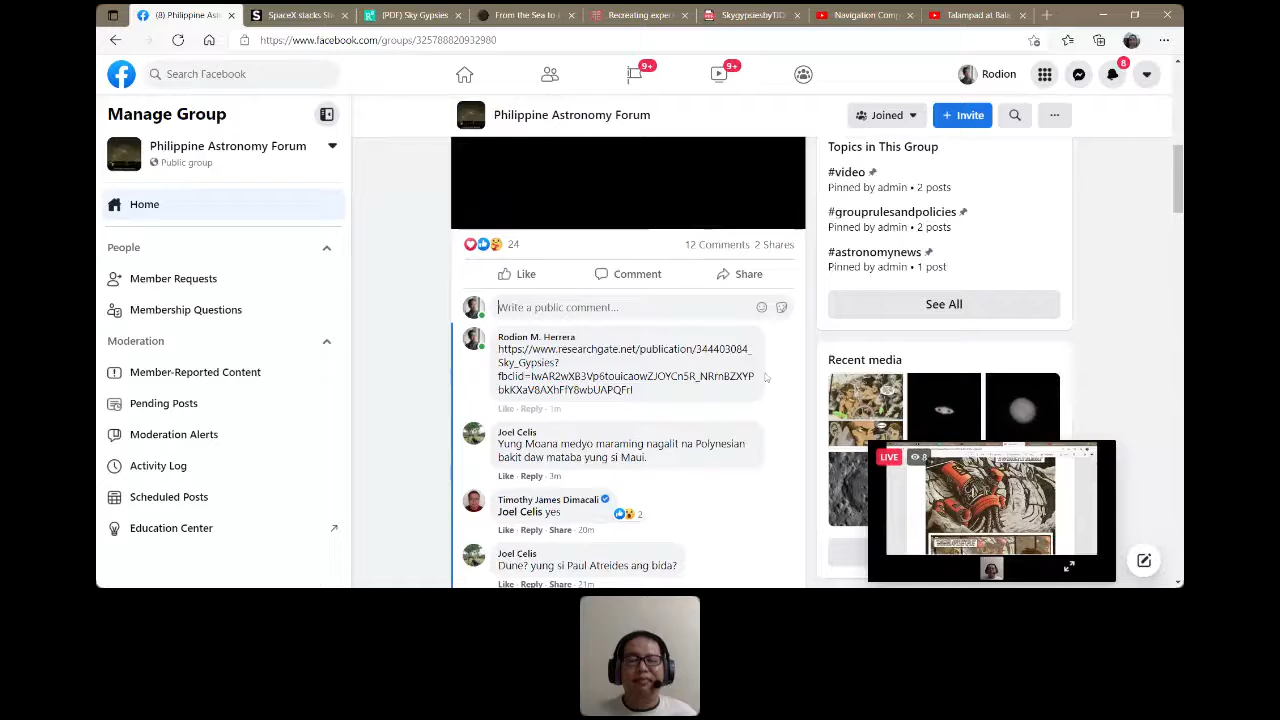 (8) Philippine Ast
SpaceX stacks St
(PDF) Sky Gypsies
From the Sea to
Recreating exper
SkygypsiesbyTJD
Navigation Comp
Talampad at Bala
https://www.facebook.com/groups/325788820932980
Search Facebook
9+
9+
Rodion
8
Manage Group
Philippine Astronomy Forum
Public group
Home
People
Member Requests
Membership Questions
Moderation
Member-Reported Content
Pending Posts
Moderation Alerts
Activity Log
Scheduled Posts
Education Center
Philippine Astronomy Forum
Joined
+ Invite
24
12 Comments 2 Shares
Like
Comment
Share
Write a public comment...
Rodion M. Herrera
https://www.researchgate.net/publication/344403084_
Sky_Gypsies?
fbclid=IwAR2wXB3Vp6touicaowZJOYCn5R_NRrnBZXYP
bkKXaV8AXhFfY8wbUAPQFrI
Like · Reply · 1m
Joel Celis
Yung Moana medyo maraming nagalit na Polynesian
bakit daw mataba yung si Maui.
Like · Reply · 3m
Timothy James Dimacali
Joel Celis yes
2
Like · Reply · Share · 20m
Joel Celis
Dune? yung si Paul Atreides ang bida?
Like · Reply · Share · 21m
Topics in This Group
#video
Pinned by admin • 2 posts
#grouprulesandpolicies
Pinned by admin • 2 posts
#astronomynews
Pinned by admin • 1 post
See All
Recent media
LIVE
8